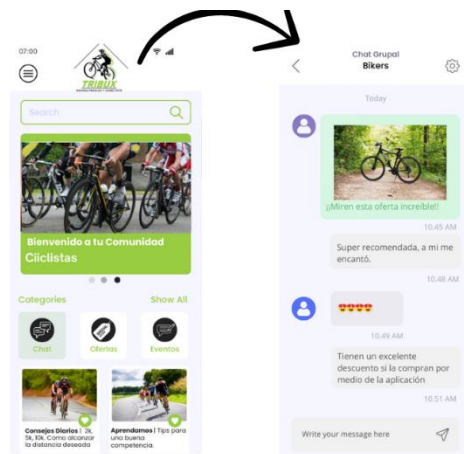 07:00
TRIBUX
Search
Bienvenido a tu Comunidad
Ciiclistas
Categories
Show All
Chat
Ofertas
Eventos
Consejos Diarios | 2k,
5k, 10k. Como alcanzar
la distancia deseada
Aprendamos | Tips para
una buena
competencia.
Chat Grupal
Bikers
Today
¡¡Miren esta oferta increíble!!
10.45 AM
Super recomendada, a mi me
encantó.
10.48 AM
10.49 AM
Tienen un excelente
descuento si la compran por
medio de la aplicación
10.51 AM
Write your message here